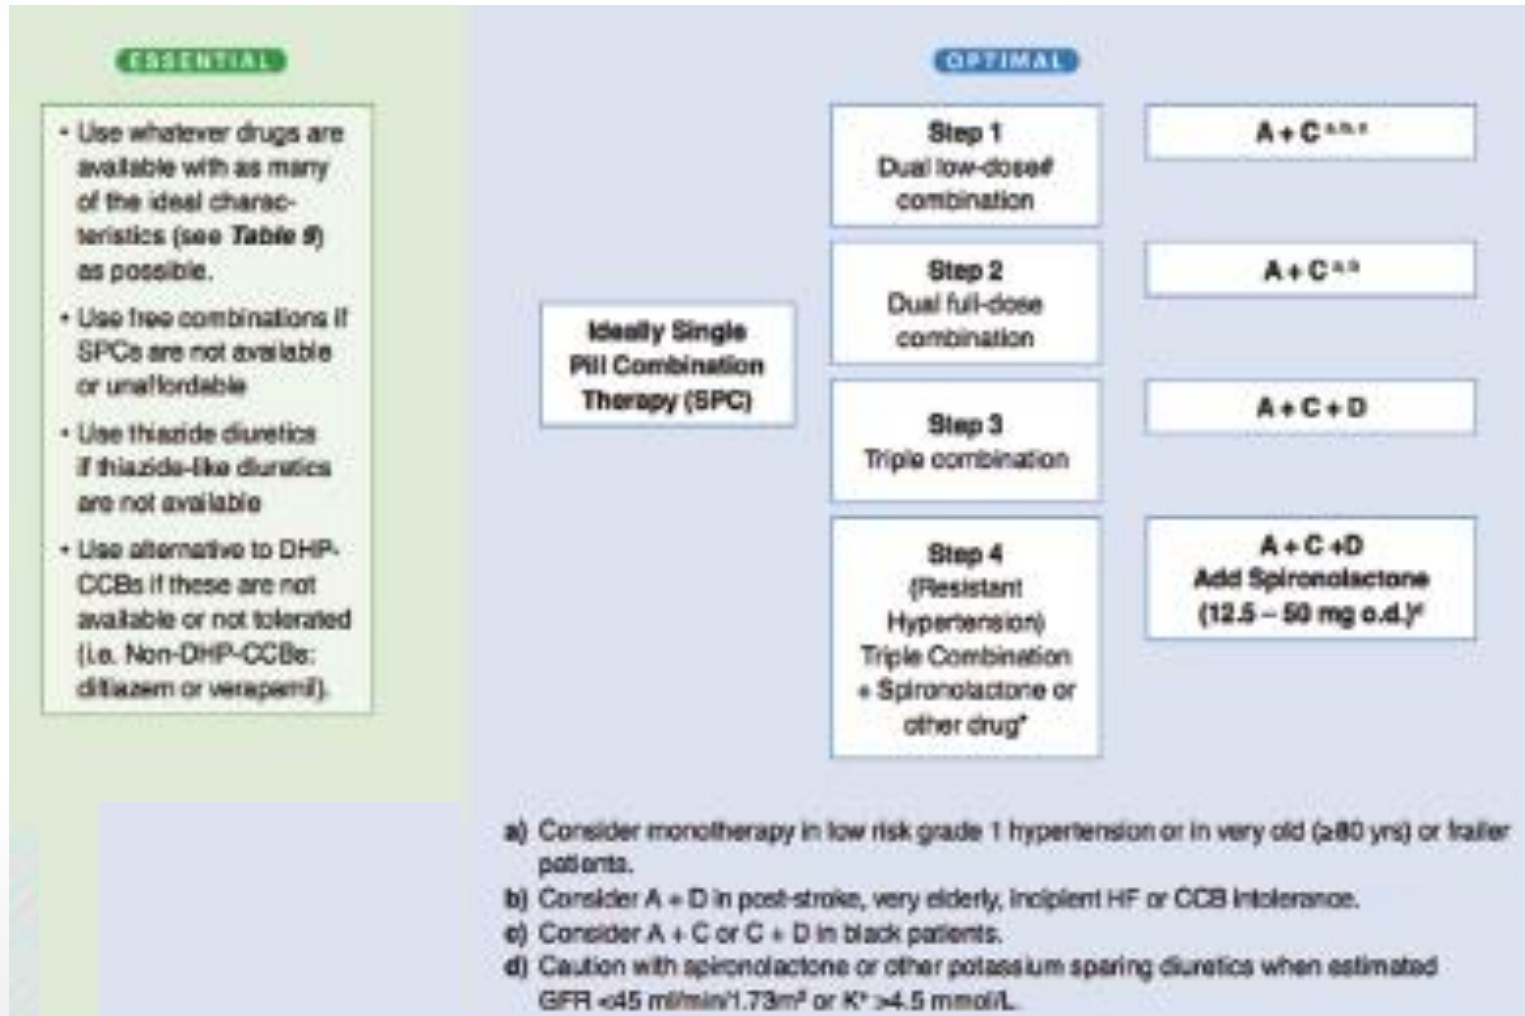 ESSENTIAL
• Use whatever drugs are
available with as many
of the ideal charac-
teristics (see Table 9)
as possible.
• Use free combinations if
SPCs are not available
or unaffordable
• Use thiazide diuretics
if thiazide-like diuretics
are not available
• Use alternative to DHP-
CCBs if these are not
available or not tolerated
(i.e. Non-DHP-CCBs:
diltiazem or verapamil).
OPTIMAL
Ideally Single
Pill Combination
Therapy (SPC)
Step 1
Dual low-dose#
combination
A + C a, b, c
Step 2
Dual full-dose
combination
A + C a, b
Step 3
Triple combination
A + C + D
Step 4
(Resistant
Hypertension)
Triple Combination
+ Spironolactone or
other drug*
A + C +D
Add Spironolactone
(12.5 – 50 mg o.d.)d
a) Consider monotherapy in low risk grade 1 hypertension or in very old (≥80 yrs) or frailer
patients.
b) Consider A + D in post-stroke, very elderly, incipient HF or CCB intolerance.
c) Consider A + C or C + D in black patients.
d) Caution with spironolactone or other potassium sparing diuretics when estimated
GFR <45 ml/min/1.73m² or K⁺ >4.5 mmol/L.